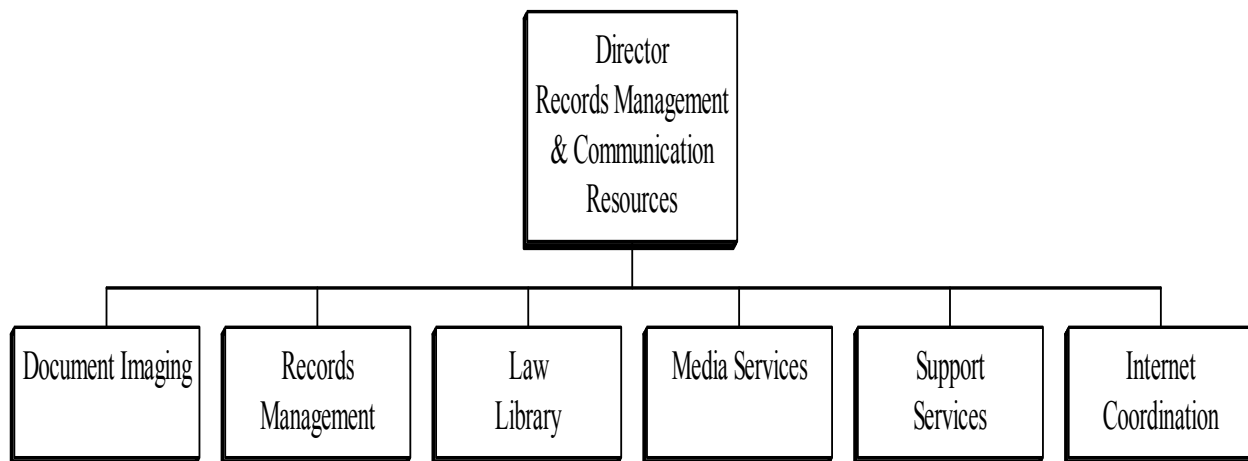 Director
Records Management
& Communication
Resources
Document Imaging
Records
Management
Law
Library
Media Services
Support
Services
Internet
Coordination